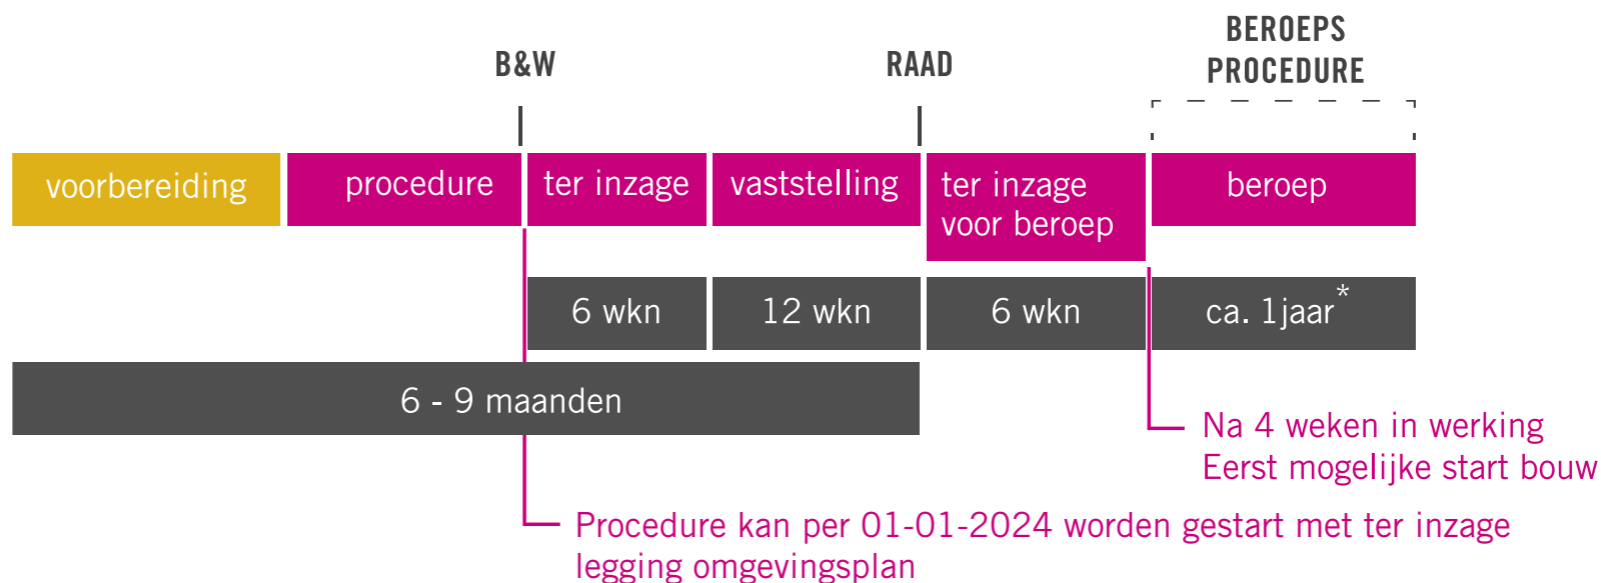 B&W
RAAD
BEROEPS
PROCEDURE
voorbereiding
procedure
ter inzage
vaststelling
ter inzage
voor beroep
beroep
6 wkn
12 wkn
6 wkn
ca. 1jaar*
6 - 9 maanden
Na 4 weken in werking
Eerst mogelijke start bouw
Procedure kan per 01-01-2024 worden gestart met ter inzage
legging omgevingsplan